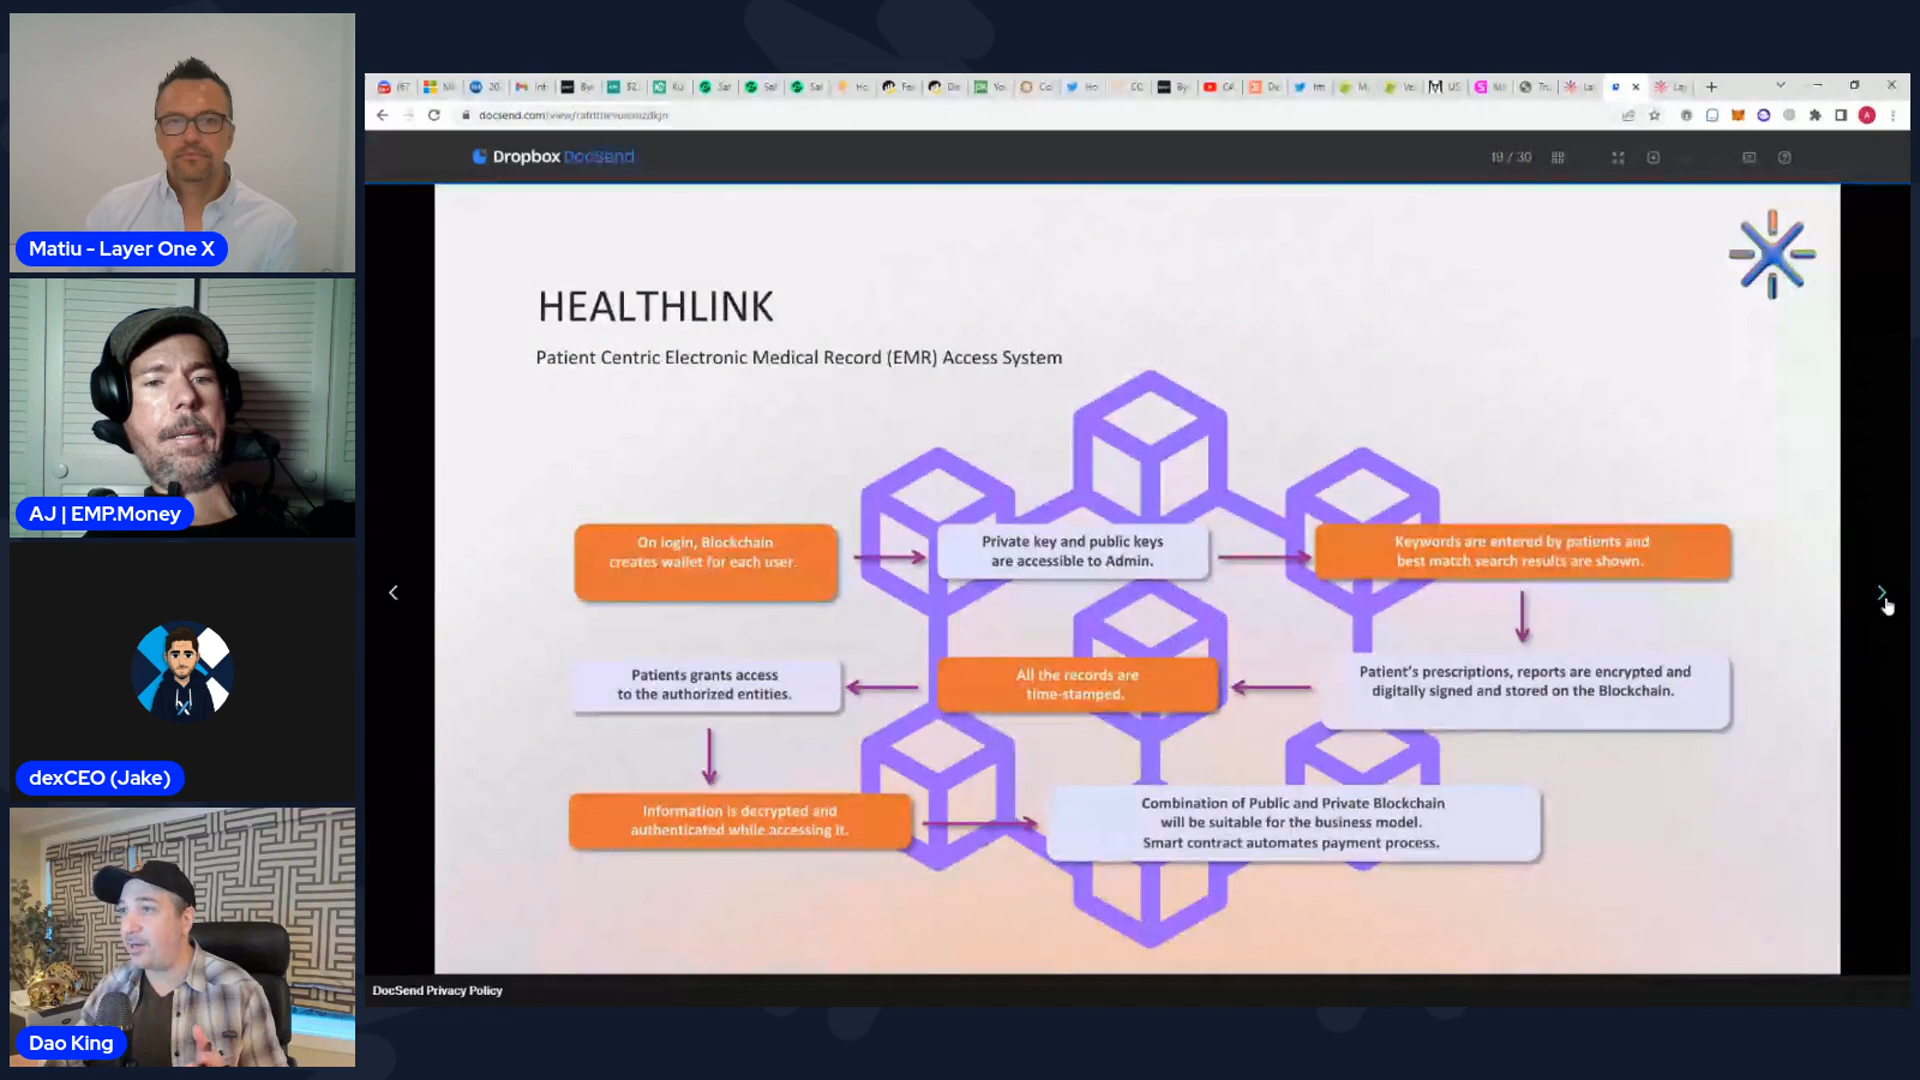 Matiu - Layer One X
AJ | EMP.Money
dexCEO (Jake)
Dao King
Dropbox DocSend
19 / 30
HEALTHLINK
Patient Centric Electronic Medical Record (EMR) Access System
On login, Blockchain
creates wallet for each user.
Private key and public keys
are accessible to Admin.
Keywords are entered by patients and
best match search results are shown.
Patients grants access
to the authorized entities.
All the records are
time-stamped.
Patient's prescriptions, reports are encrypted and
digitally signed and stored on the Blockchain.
Information is decrypted and
authenticated while accessing it.
Combination of Public and Private Blockchain
will be suitable for the business model.
Smart contract automates payment process.
DocSend Privacy Policy